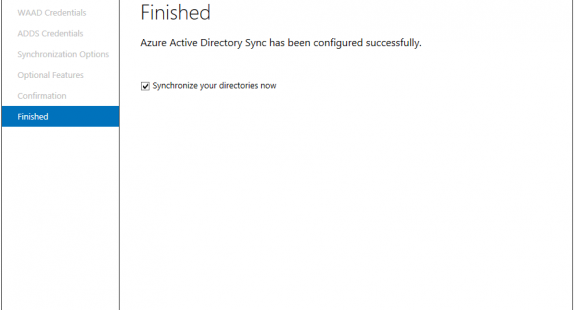 WAAD Credentials
ADDS Credentials
Synchronization Options
Optional Features
Confirmation
Finished
Finished
Azure Active Directory Sync has been configured successfully.
Synchronize your directories now